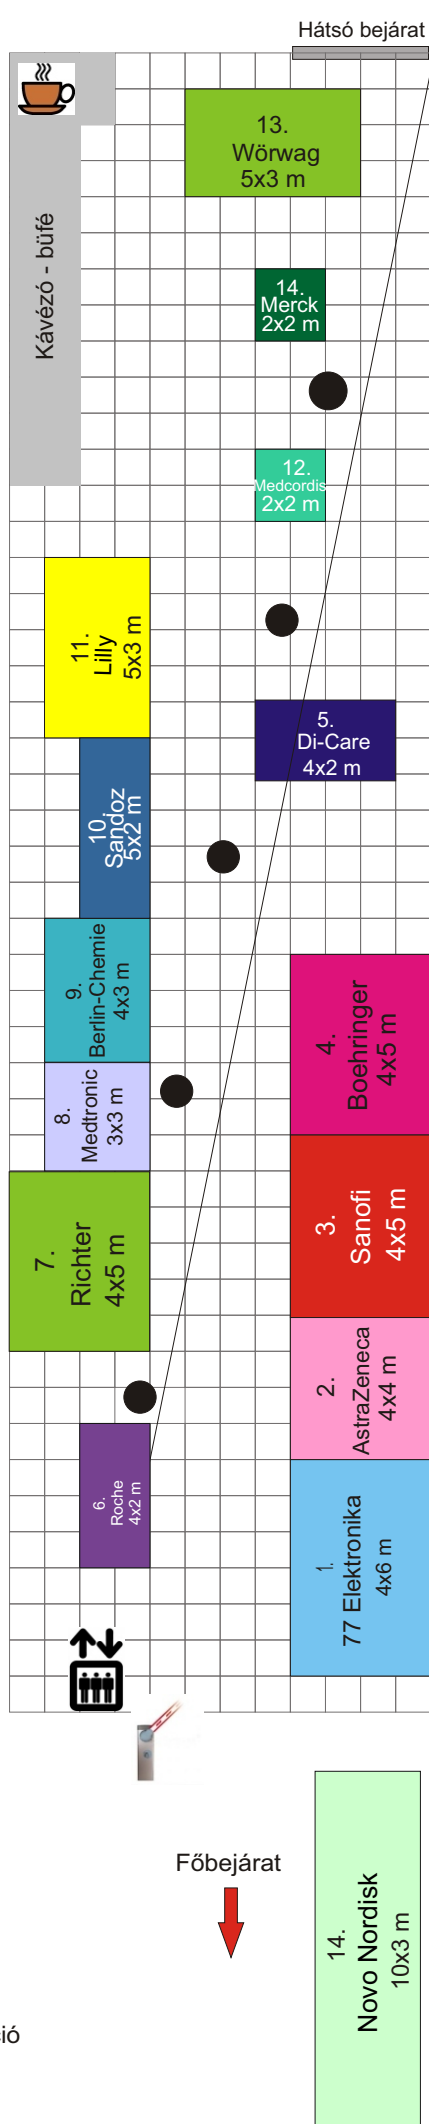 Hátsó bejárat
Kávézó - büfé
13.
Wörwag
5x3 m
14.
Merck
2x2 m
12.
Medcordis
2x2 m
11.
Lilly
5x3 m
5.
Di-Care
4x2 m
10.
Sandoz
5x2 m
9.
Berlin-Chemie
4x3 m
4.
Boehringer
4x5 m
8.
Medtronic
3x3 m
3.
Sanofi
4x5 m
7.
Richter
4x5 m
2.
AstraZeneca
4x4 m
6.
Roche
4x2 m
1.
77 Elektronika
4x6 m
Főbejárat
14.
Novo Nordisk
10x3 m
ió